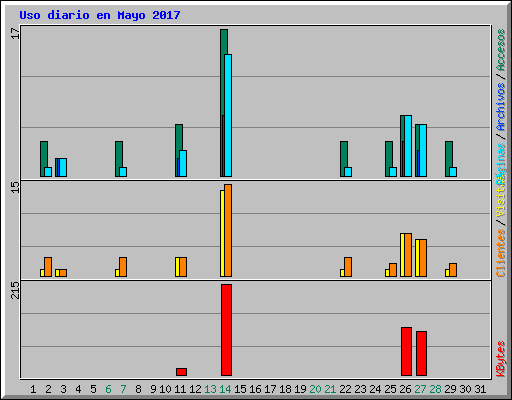 Uso diario en Mayo 2017
17
15
215
Páginas / Archivos / Accesos
Clientes / Visitas
KBytes
1 2 3 4 5 6 7 8 9 10 11 12 13 14 15 16 17 18 19 20 21 22 23 24 25 26 27 28 29 30 31